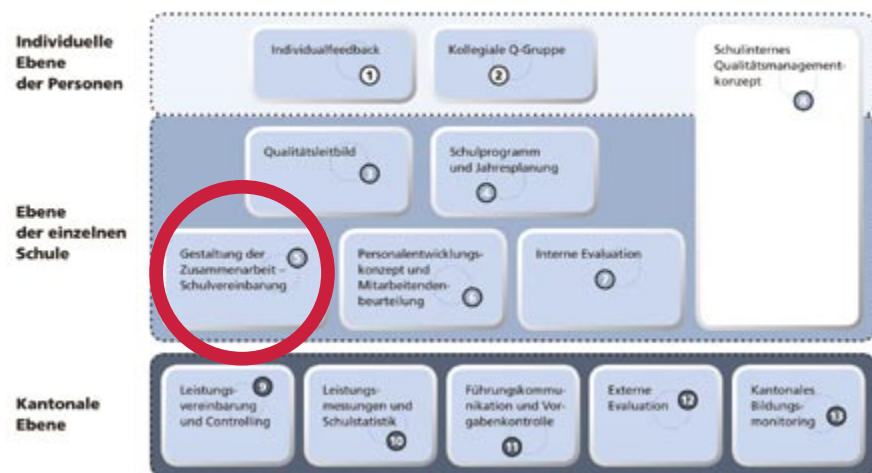 Individuelle
Ebene
der Personen
Individualfeedback
1
Kollegiale Q-Gruppe
2
Schulinternes
Qualitätsmanagement-
konzept
8
Ebene
der einzelnen
Schule
Qualitätsleitbild
3
Schulprogramm
und Jahresplanung
4
Gestaltung der
Zusammenarbeit –
Schulvereinbarung
5
Personalentwicklungs-
konzept und
Mitarbeitenden-
beurteilung
6
Interne Evaluation
7
Kantonale
Ebene
Leistungs-
vereinbarung
und Controlling
9
Leistungs-
messungen und
Schulstatistik
10
Führungskommu-
nikation und Vor-
gabenkontrolle
11
Externe
Evaluation
12
Kantonales
Bildungs-
monitoring
13